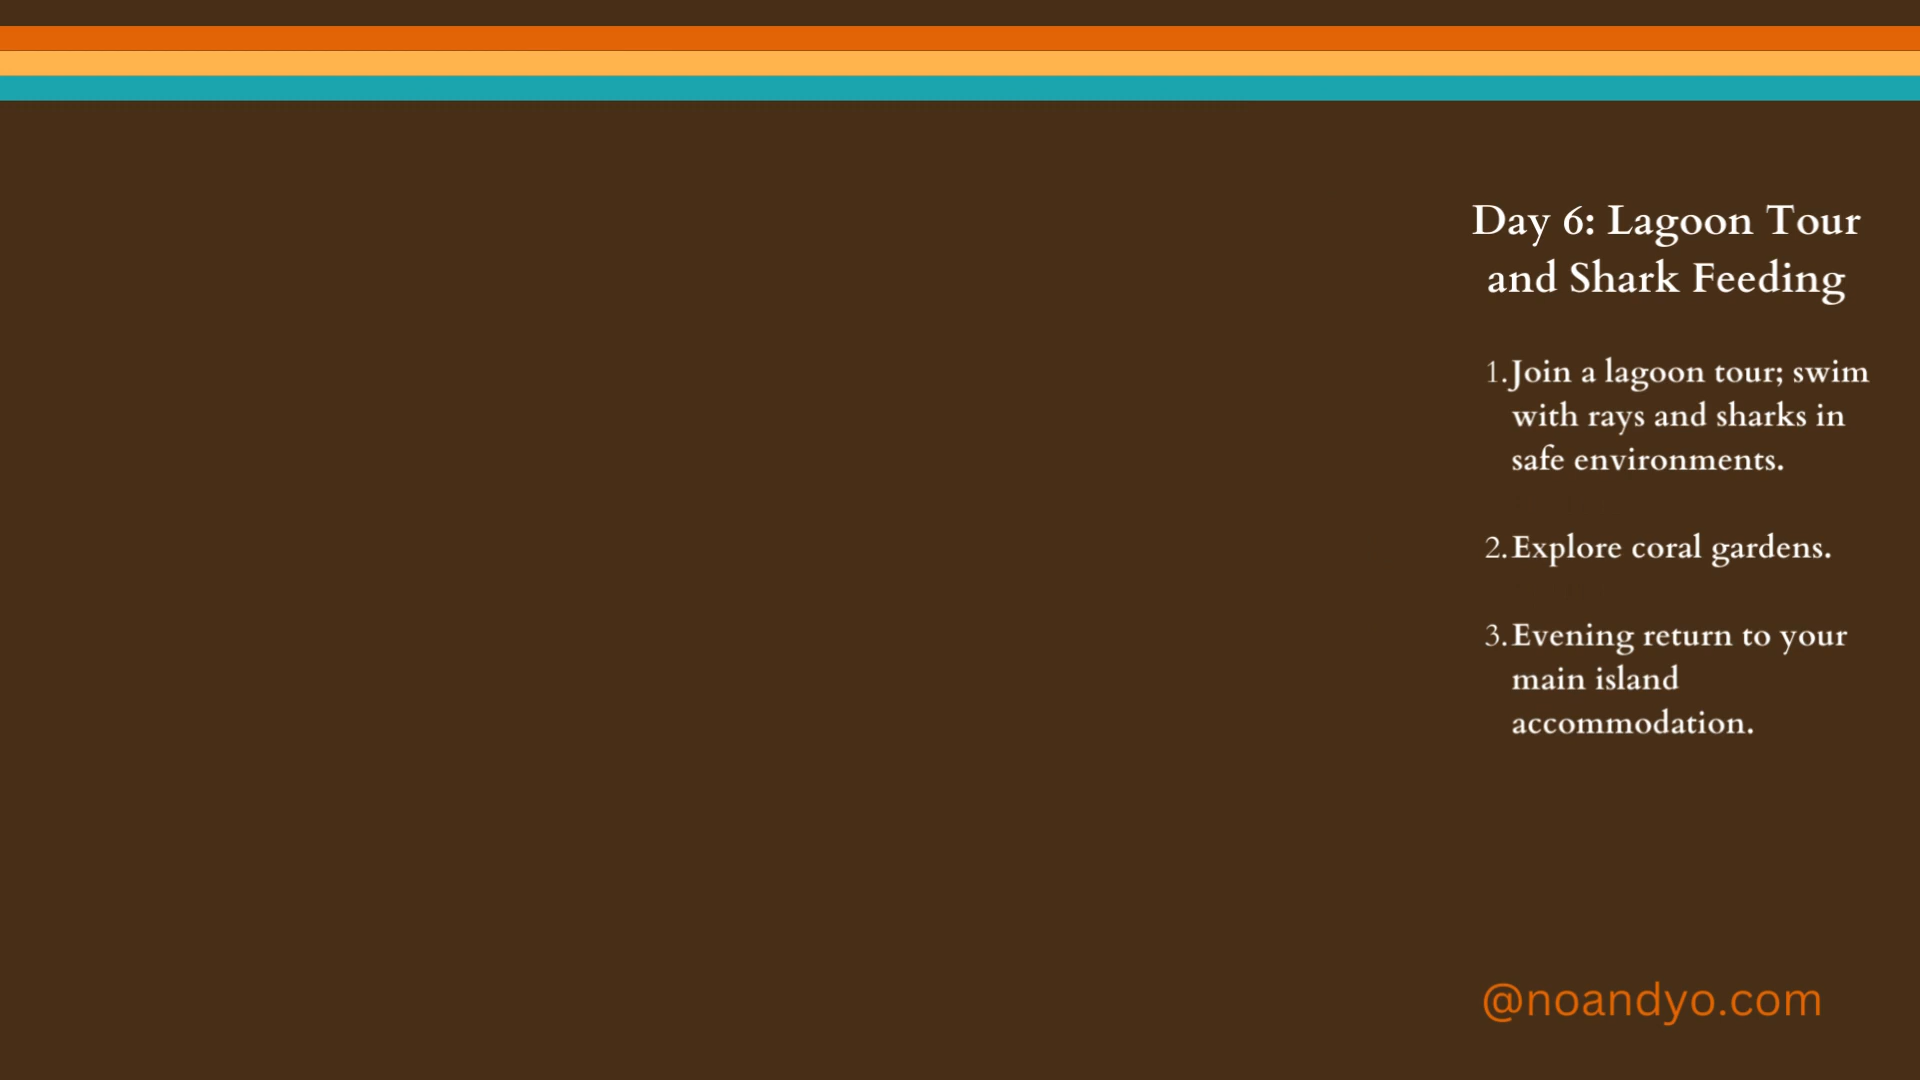 Day 6: Lagoon Tour
and Shark Feeding
1. Join a lagoon tour; swim
with rays and sharks in
safe environments.
2. Explore coral gardens.
3. Evening return to your
main island
accommodation.
@noandyo.com